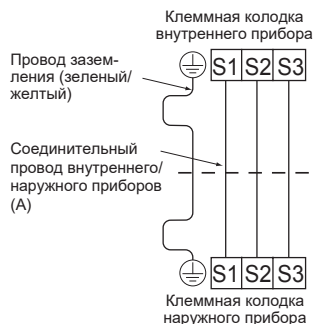 Клеммная колодка
внутреннего прибора
Провод зазем-
ления (зеленый/
желтый)
S1 S2 S3
Соединительный
провод внутреннего/
наружного приборов
(A)
S1 S2 S3
Клеммная колодка
наружного прибора